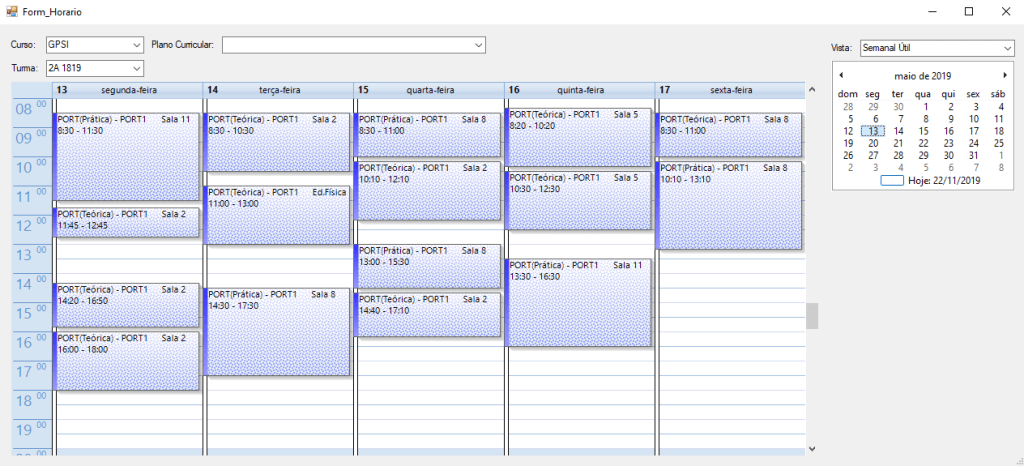 Form_Horario
Curso: GPSI Plano Curricular:
Turma: 2A 1819
Vista: Semanal Útil
maio de 2019
dom seg ter qua qui sex sáb
28 29 30 1 2 3 4
5 6 7 8 9 10 11
12 13 14 15 16 17 18
19 20 21 22 23 24 25
26 27 28 29 30 31 1
2 3 4 5 6 7 8
Hoje: 22/11/2019
13 segunda-feira 14 terça-feira 15 quarta-feira 16 quinta-feira 17 sexta-feira
08 00
09 00
10 00
11 00
12 00
13 00
14 00
15 00
16 00
17 00
18 00
19 00
PORT(Prática) - PORT1 Sala 11
8:30 - 11:30
PORT(Teórica) - PORT1 Sala 2
11:45 - 12:45
PORT(Teórica) - PORT1 Sala 2
14:20 - 16:50
PORT(Teórica) - PORT1 Sala 2
16:00 - 18:00
PORT(Teórica) - PORT1 Sala 2
8:30 - 10:30
PORT(Teórica) - PORT1 Ed.Física
11:00 - 13:00
PORT(Prática) - PORT1 Sala 8
14:30 - 17:30
PORT(Prática) - PORT1 Sala 8
8:30 - 11:00
PORT(Teórica) - PORT1 Sala 2
10:10 - 12:10
PORT(Prática) - PORT1 Sala 8
13:00 - 15:30
PORT(Teórica) - PORT1 Sala 2
14:40 - 17:10
PORT(Teórica) - PORT1 Sala 5
8:20 - 10:20
PORT(Teórica) - PORT1 Sala 5
10:30 - 12:30
PORT(Prática) - PORT1 Sala 11
13:30 - 16:30
PORT(Teórica) - PORT1 Sala 8
8:30 - 11:00
PORT(Prática) - PORT1 Sala 8
10:10 - 13:10